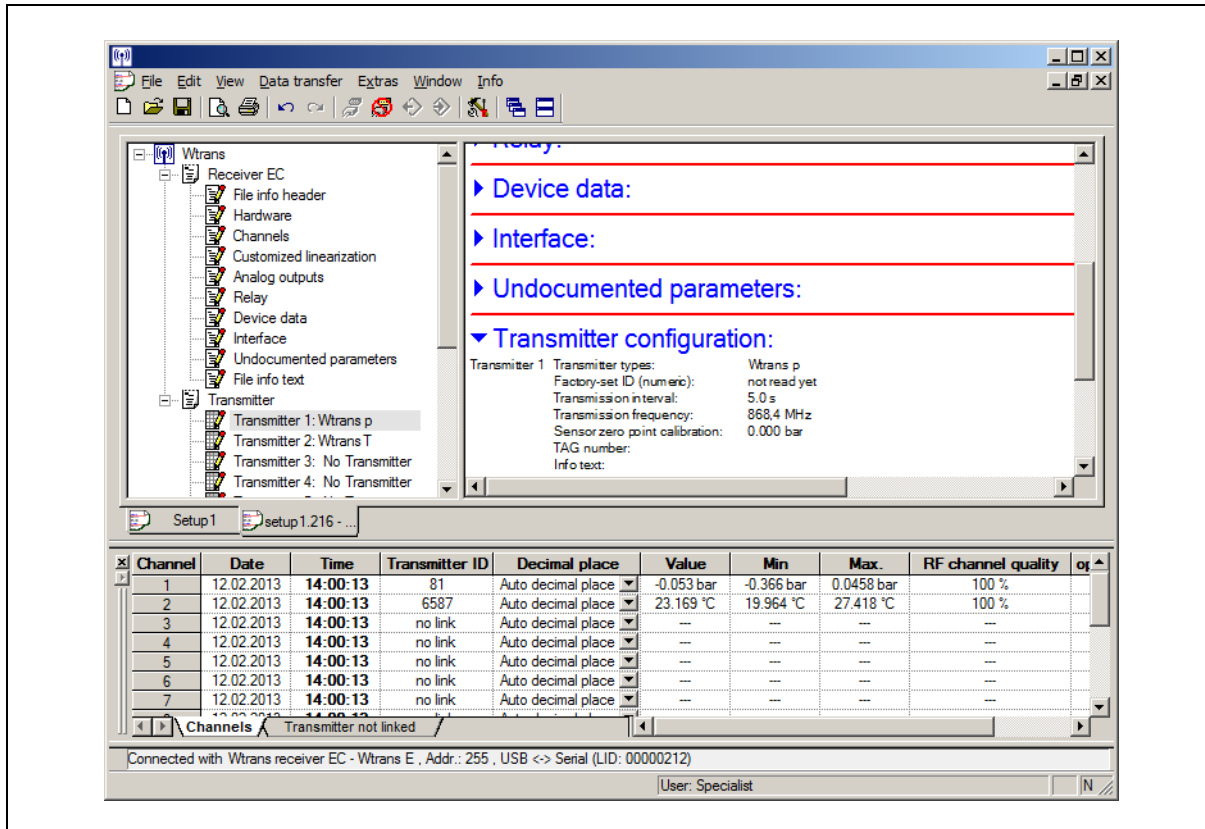 File Edit View Data transfer Extras Window Info
Wtrans
Receiver EC
File info header
Hardware
Channels
Customized linearization
Analog outputs
Relay
Device data
Interface
Undocumented parameters
File info text
Transmitter
Transmitter 1: Wtrans p
Transmitter 2: Wtrans T
Transmitter 3: No Transmitter
Transmitter 4: No Transmitter
Relay:
Device data:
Interface:
Undocumented parameters:
Transmitter configuration:
Transmitter 1 Transmitter types: Wtrans p
Factory-set ID (numeric): not read yet
Transmission interval: 5.0 s
Transmission frequency: 868,4 MHz
Sensor zero point calibration: 0.000 bar
TAG number:
Info text:
Setup1 setup1.216 - ...
Channel Date Time Transmitter ID Decimal place Value Min Max. RF channel quality
1 12.02.2013 14:00:13 81 Auto decimal place -0.053 bar -0.366 bar 0.0458 bar 100 %
2 12.02.2013 14:00:13 6587 Auto decimal place 23.169 °C 19.964 °C 27.418 °C 100 %
3 12.02.2013 14:00:13 no link Auto decimal place --- --- --- ---
4 12.02.2013 14:00:13 no link Auto decimal place --- --- --- ---
5 12.02.2013 14:00:13 no link Auto decimal place --- --- --- ---
6 12.02.2013 14:00:13 no link Auto decimal place --- --- --- ---
7 12.02.2013 14:00:13 no link Auto decimal place --- --- --- ---
Channels Transmitter not linked
Connected with Wtrans receiver EC - Wtrans E , Addr.: 255 , USB <-> Serial (LID: 00000212)
User: Specialist N